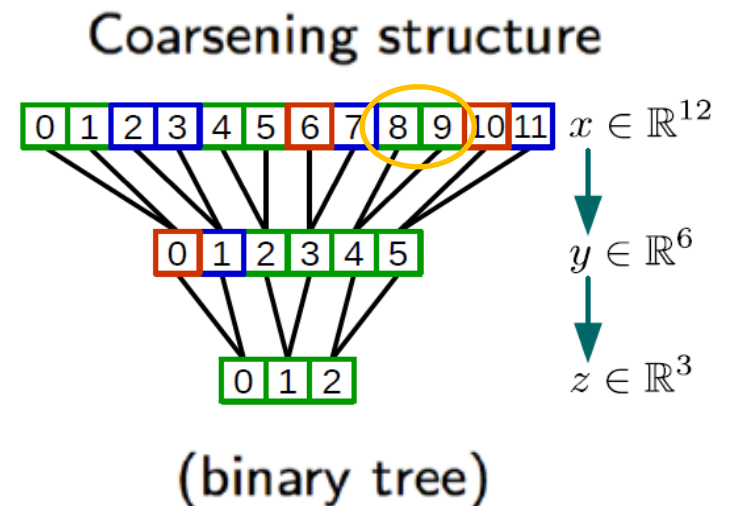 Coarsening structure
0 1 2 3 4 5 6 7 8 9 10 11 x ∈ ℝ¹²
0 1 2 3 4 5 y ∈ ℝ⁶
0 1 2 z ∈ ℝ³
(binary tree)